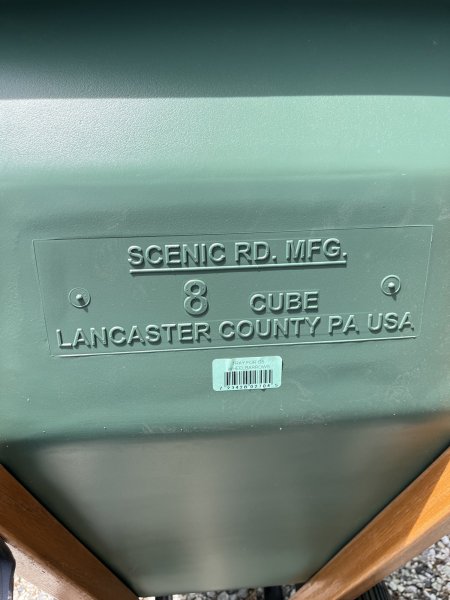 SCENIC RD. MFG.
8 CUBE
LANCASTER COUNTY PA USA